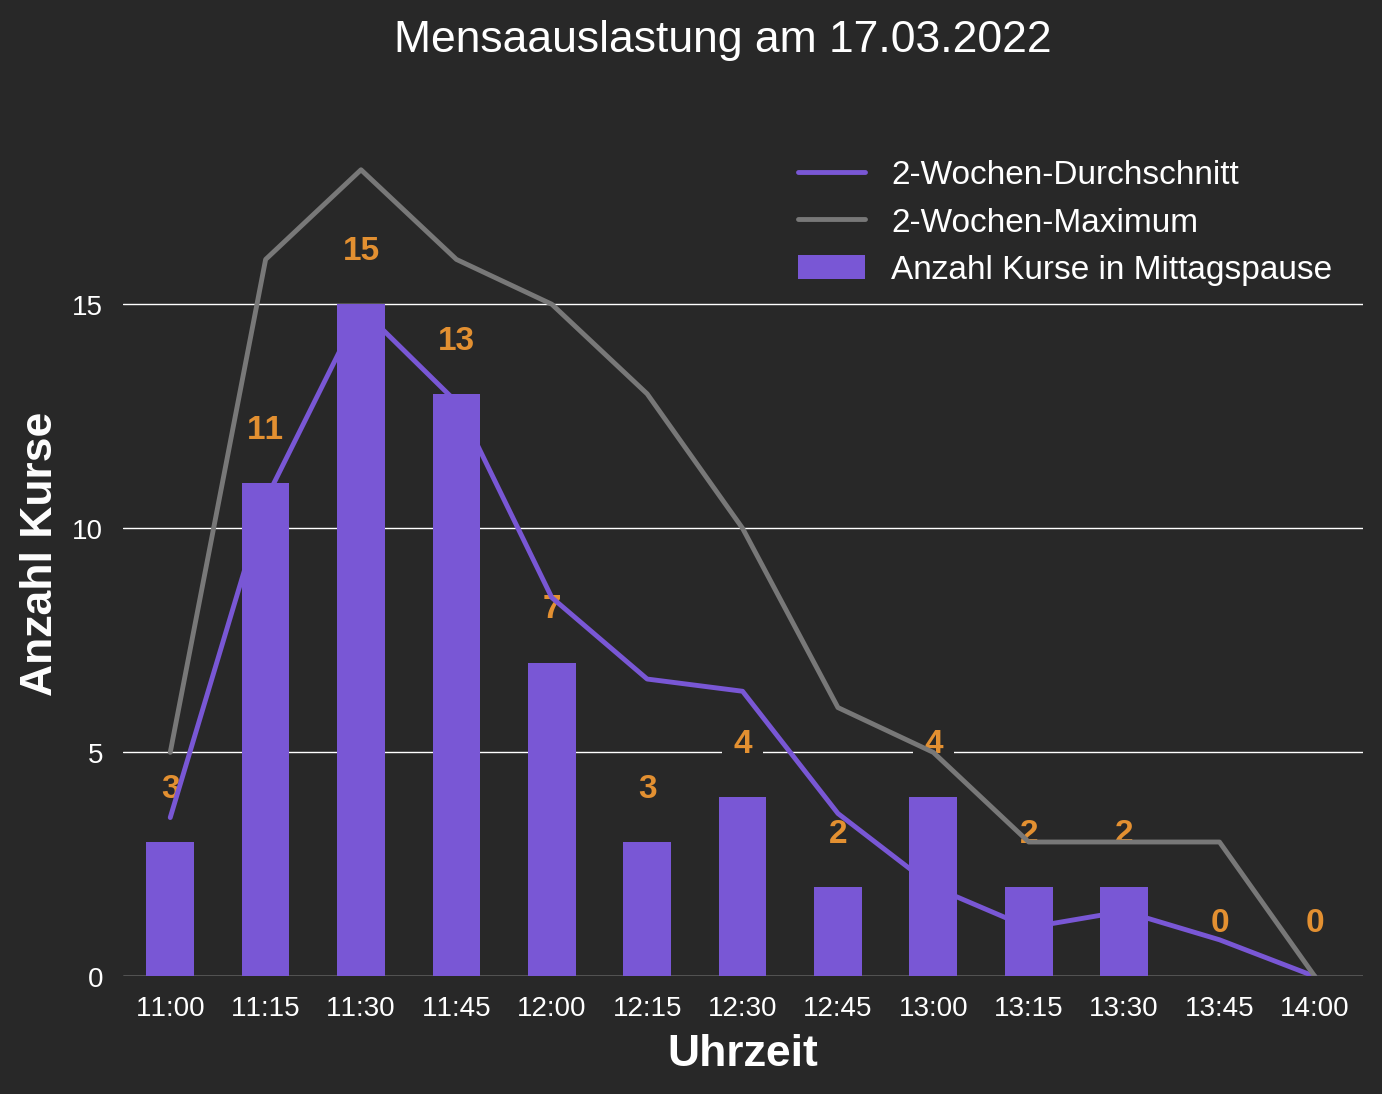 Mensaauslastung am 17.03.2022
2-Wochen-Durchschnitt
2-Wochen-Maximum
Anzahl Kurse in Mittagspause
15
13
11
7
4
4
3
3
2
2
2
0
0
15
10
5
0
Anzahl Kurse
11:00 11:15 11:30 11:45 12:00 12:15 12:30 12:45 13:00 13:15 13:30 13:45 14:00
Uhrzeit